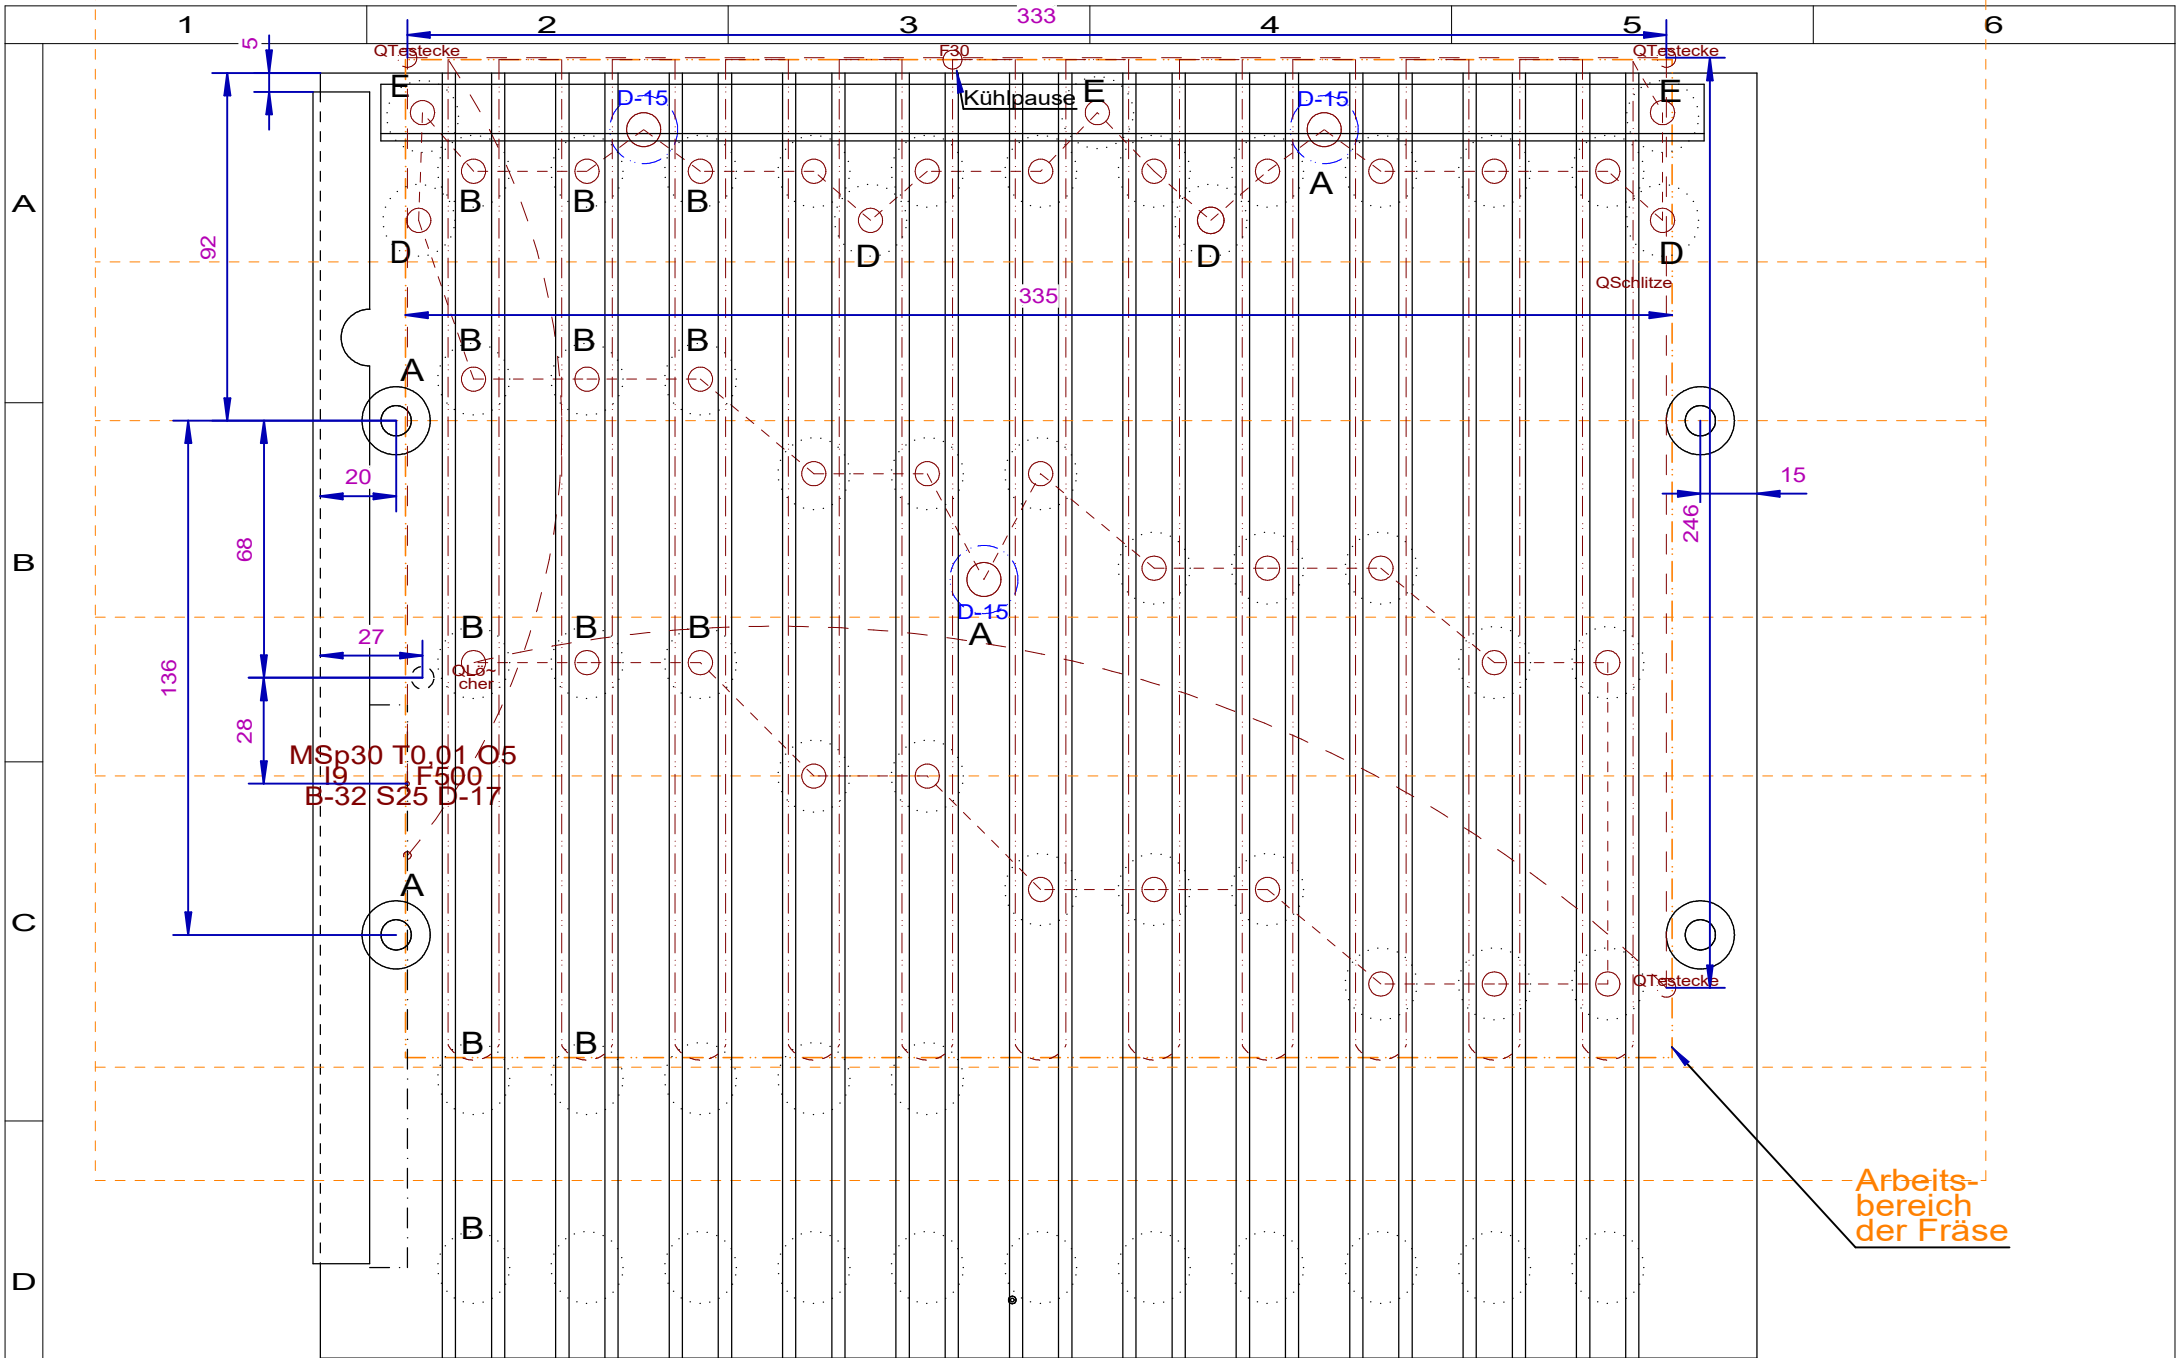 1 2 3 4 5 6
333
5
QTestecke F30 QTestecke
E D-15 Kühlpause E D-15 E
A
B B B A
92
D D D D
QSchlitze
335
B B B
A
20 15
68 246
B
D-15
27 B B B A
136
QLö-
cher
28
MSp30 T0,01 O5
I9 F500
B-32 S25 D-17
A
C
QTestecke
B B
Arbeits-
bereich
der Fräse
B
D